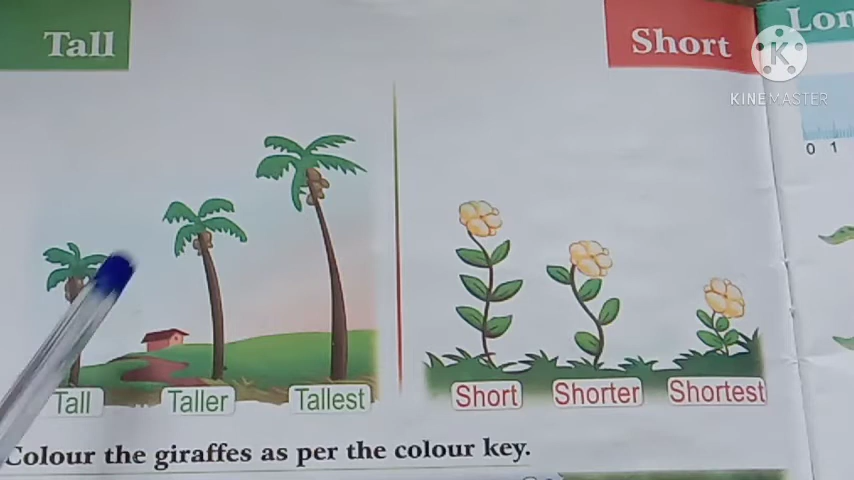 Tall
Short
Lon
K
KINEMASTER
0 1
Tall
Taller
Tallest
Short
Shorter
Shortest
Colour the giraffes as per the colour key.